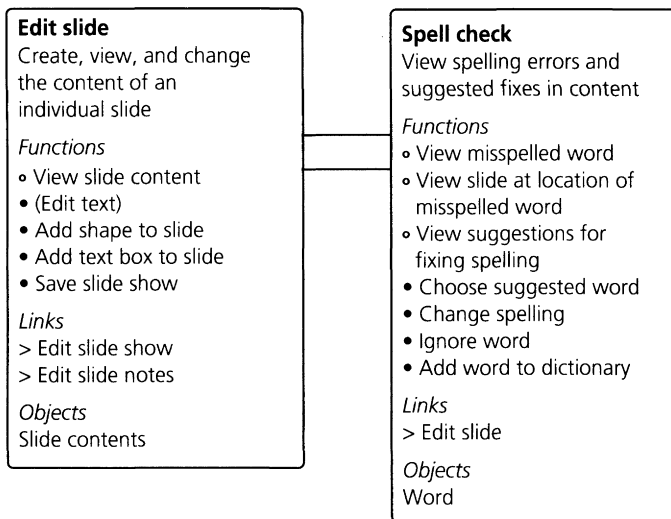 Edit slide
Create, view, and change
the content of an
individual slide
Functions
∘ View slide content
• (Edit text)
• Add shape to slide
• Add text box to slide
• Save slide show
Links
> Edit slide show
> Edit slide notes
Objects
Slide contents
Spell check
View spelling errors and
suggested fixes in content
Functions
∘ View misspelled word
∘ View slide at location of
misspelled word
∘ View suggestions for
fixing spelling
• Choose suggested word
• Change spelling
• Ignore word
• Add word to dictionary
Links
> Edit slide
Objects
Word